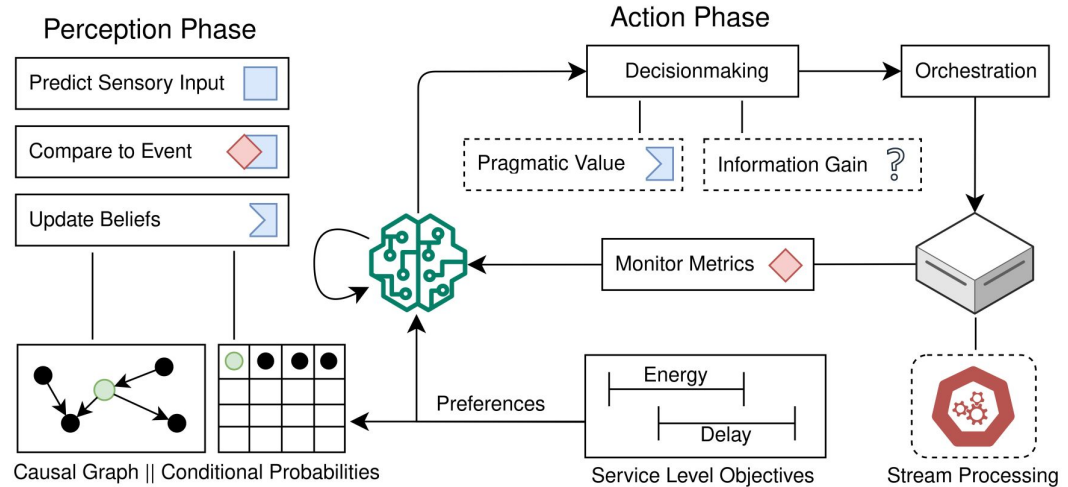 Perception Phase
Predict Sensory Input
Compare to Event
Update Beliefs
Causal Graph || Conditional Probabilities
Action Phase
Decisionmaking
Orchestration
Pragmatic Value
Information Gain
?
Monitor Metrics
Preferences
Energy
Delay
Service Level Objectives
Stream Processing